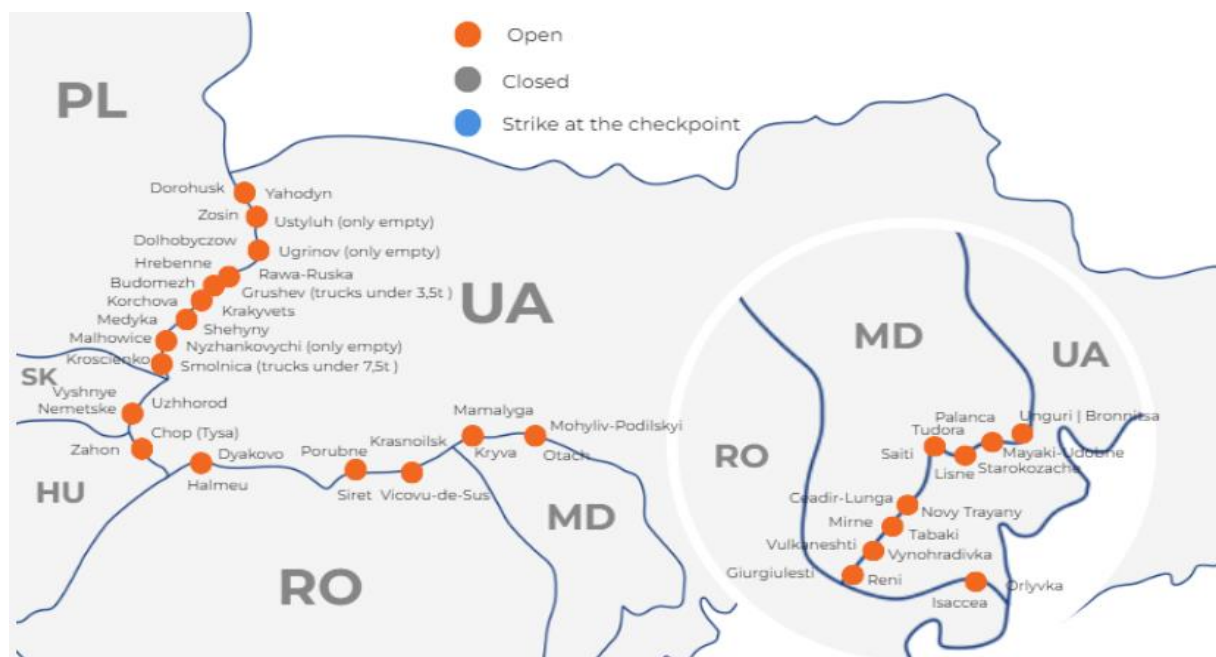 Open
Closed
Strike at the checkpoint
PL
Dorohusk
Yahodyn
Zosin
Ustyluh (only empty)
Dolhobyczow
Ugrinov (only empty)
Hrebenne
Rawa-Ruska
Budomezh
Grushev (trucks under 3,5t )
Korchova
Krakyvets
Medyka
Shehyny
Malhowice
Nyzhankovychi (only empty)
Kroscienko
Smolnica (trucks under 7,5t )
UA
SK
Vyshnye
Nemetske
Uzhhorod
Chop (Tysa)
Zahon
HU
Dyakovo
Halmeu
Porubne
Siret
Krasnoilsk
Vicovu-de-Sus
Mamalyga
Kryva
Mohyliv-Podilskyi
Otach
MD
RO
MD
UA
RO
Palanca
Unguri | Bronnitsa
Tudora
Mayaki-Udobne
Saiti
Starokozache
Lisne
Ceadir-Lunga
Novy Trayany
Mirne
Tabaki
Vulkaneshti
Vynohradivka
Giurgiulesti
Reni
Orlyvka
Isaccea